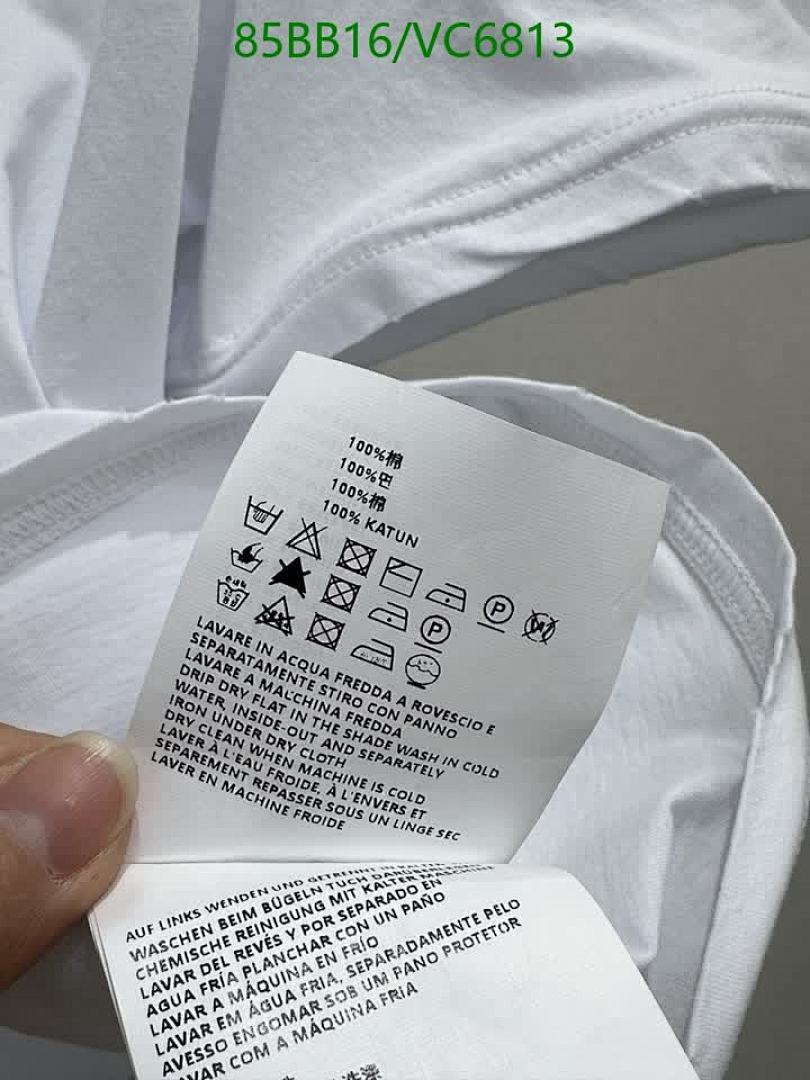 85BB16/VC6813
100%棉
100%면
100%棉
100% KATUN
LAVARE IN ACQUA FREDDA A ROVESCIO E
SEPARATAMENTE STIRO CON PANNO
LAVARE A MALCHINA FREDDA
DRIP DRY FLAT IN THE SHADE WASH IN COLD
WATER, INSIDE-OUT AND SEPARATELY
IRON UNDER DRY CLOTH
DRY CLEAN WHEN MACHINE IS COLD
LAVER À L'EAU FROIDE, À L'ENVERS ET
SEPAREMENT REPASSER SOUS UN LINGE SEC
LAVER EN MACHINE FROIDE
AUF LINKS WENDEN UND GETRENNT IN KALTEM
WASCHEN BEIM BÜGELN TUCH DARÜBER
CHEMISCHE REINIGUNG MIT KALTER MASCHINE
LAVAR DEL REVÉS Y POR SEPARADO EN
AGUA FRÍA PLANCHAR CON UN PAÑO
LAVAR A MÁQUINA EN FRÍO
LAVAR EM ÁGUA FRIA, SEPARADAMENTE PELO
AVESSO ENGOMAR SOB UM PANO PROTETOR
LAVAR COM A MÁQUINA FRIA